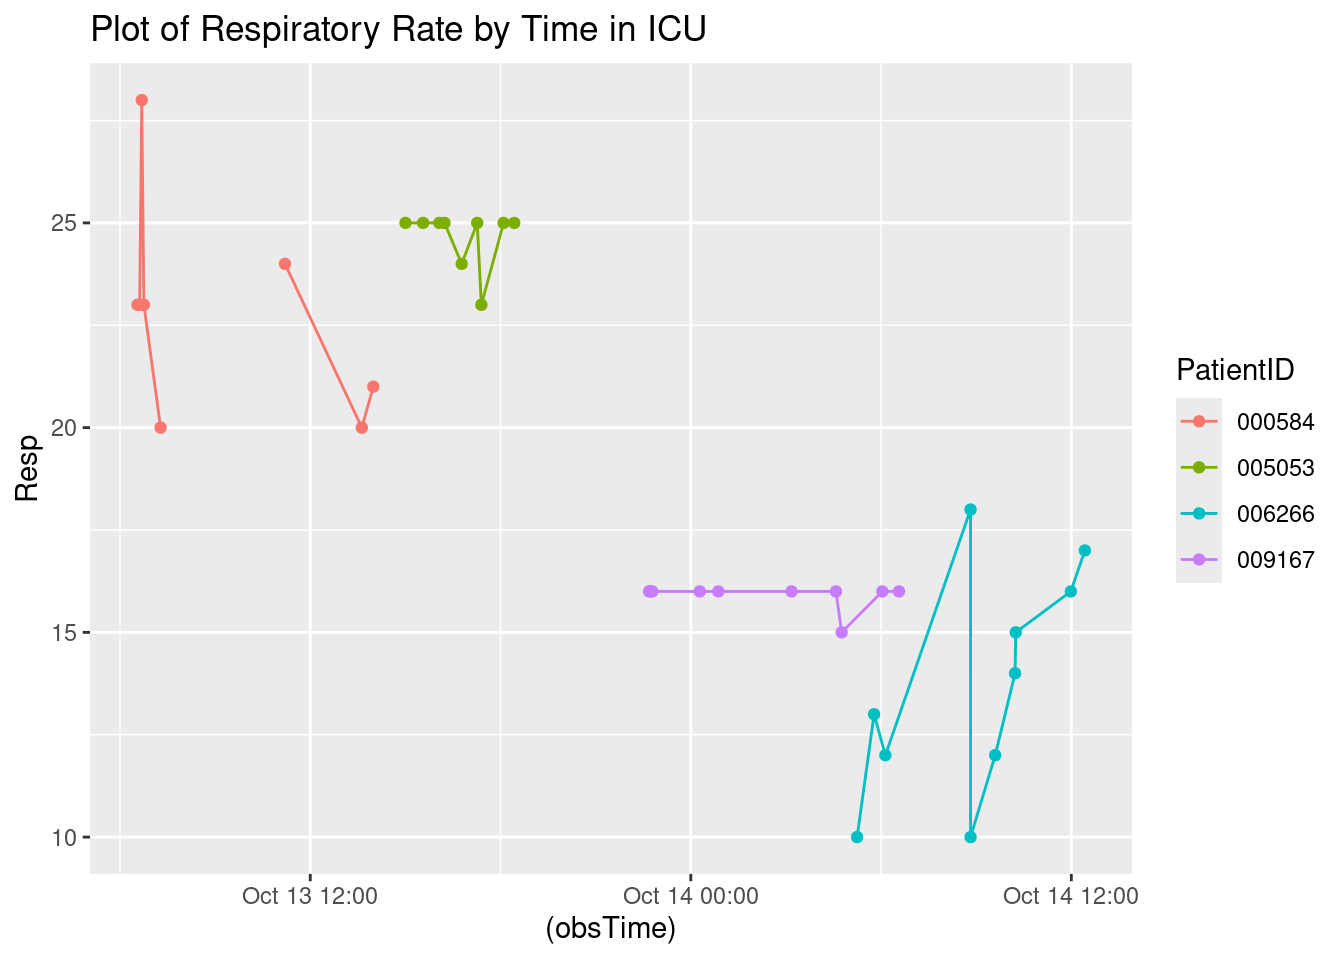 Plot of Respiratory Rate by Time in ICU
25
20
15
10
Resp
Oct 13 12:00
Oct 14 00:00
Oct 14 12:00
(obsTime)
PatientID
000584
005053
006266
009167